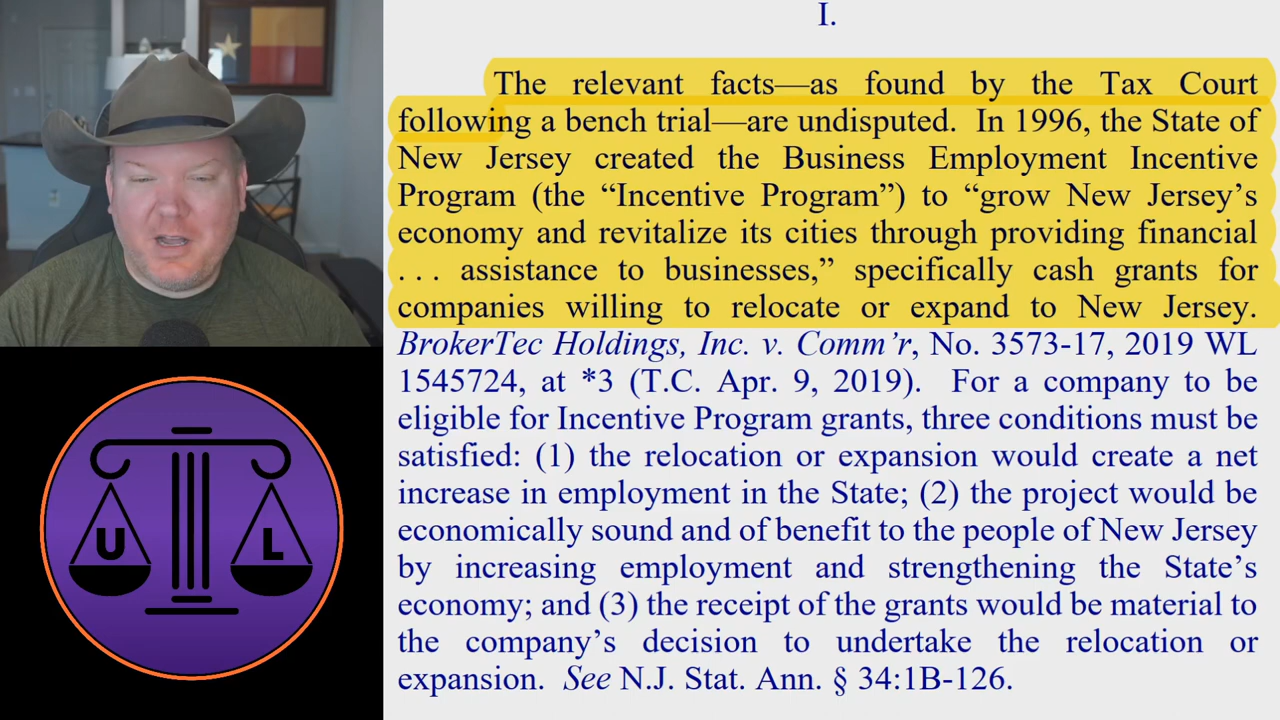 I.
The relevant facts—as found by the Tax Court
following a bench trial—are undisputed. In 1996, the State of
New Jersey created the Business Employment Incentive
Program (the “Incentive Program”) to “grow New Jersey’s
economy and revitalize its cities through providing financial
. . . assistance to businesses,” specifically cash grants for
companies willing to relocate or expand to New Jersey.
BrokerTec Holdings, Inc. v. Comm’r, No. 3573-17, 2019 WL
1545724, at *3 (T.C. Apr. 9, 2019). For a company to be
eligible for Incentive Program grants, three conditions must be
satisfied: (1) the relocation or expansion would create a net
increase in employment in the State; (2) the project would be
economically sound and of benefit to the people of New Jersey
by increasing employment and strengthening the State’s
economy; and (3) the receipt of the grants would be material to
the company’s decision to undertake the relocation or
expansion. See N.J. Stat. Ann. § 34:1B-126.
U L